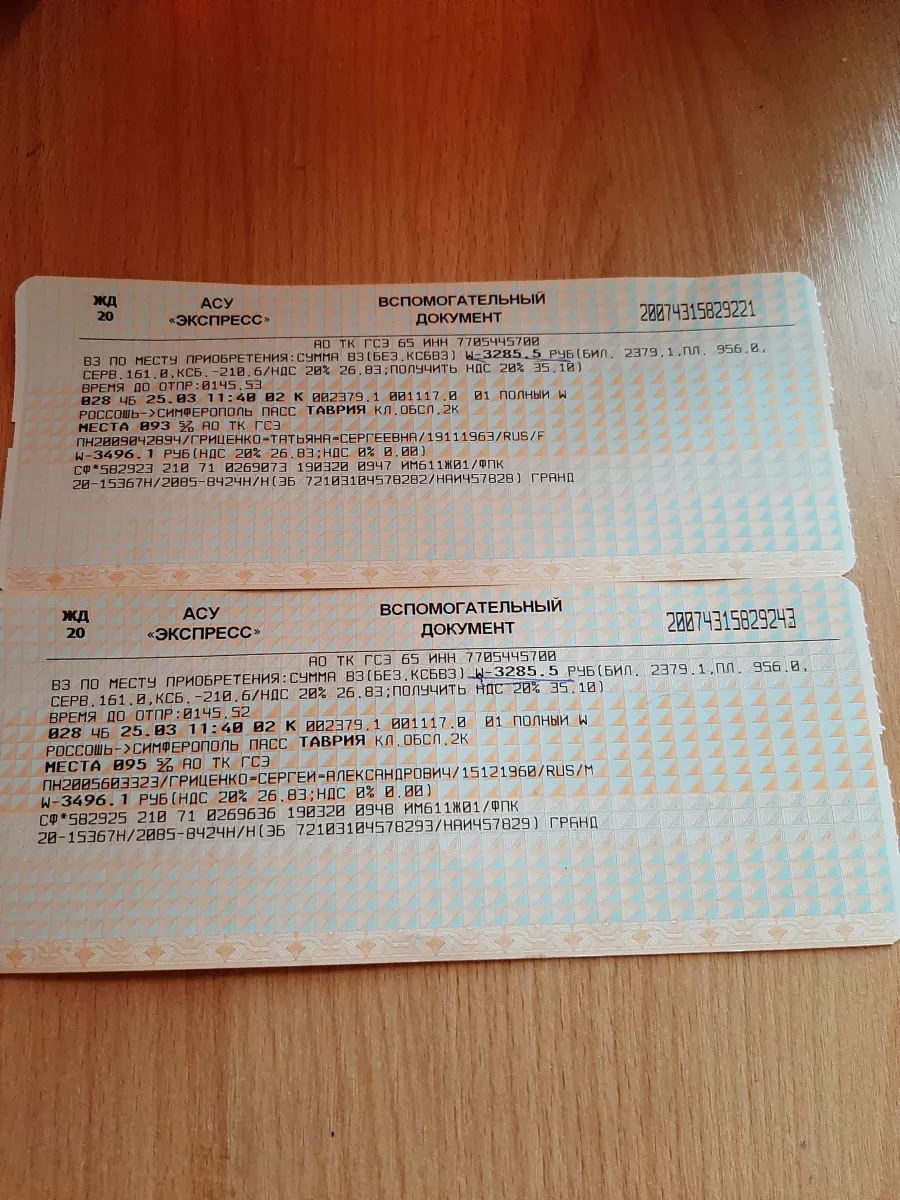 ЖД
20
АСУ
«ЭКСПРЕСС»
ВСПОМОГАТЕЛЬНЫЙ
ДОКУМЕНТ
20074315829221
АО ТК ГСЭ 65 ИНН 7705445700
ВЗ ПО МЕСТУ ПРИОБРЕТЕНИЯ:СУММА ВЗ(БЕЗ.КСБВЗ) W-3285.5 РУБ(БИЛ. 2379.1,ПЛ. 956.0,
СЕРВ.161.0,КСБ.-210.6/НДС 20% 26.83;ПОЛУЧИТЬ НДС 20% 35.10)
ВРЕМЯ ДО ОТПР:0145.53
028 ЧБ 25.03 11:40 02 К 002379.1 001117.0 01 ПОЛНЫЙ W
РОССОШЬ->СИМФЕРОПОЛЬ ПАСС ТАВРИЯ КЛ.ОБСЛ.2К
МЕСТА 093 АО ТК ГСЭ
ПН2009042894/ГРИЦЕНКО=ТАТЬЯНА=СЕРГЕЕВНА/19111963/RUS/F
W-3496.1 РУБ(НДС 20% 26.83;НДС 0% 0.00)
СФ*582923 210 71 0269073 190320 0947 ИМ611Ж01/ФПК
20-15367Н/2085-8424Н/Н(ЭБ 72103104578282/НАИ457828) ГРАНД
ЖД
20
АСУ
«ЭКСПРЕСС»
ВСПОМОГАТЕЛЬНЫЙ
ДОКУМЕНТ
20074315829243
АО ТК ГСЭ 65 ИНН 7705445700
ВЗ ПО МЕСТУ ПРИОБРЕТЕНИЯ:СУММА ВЗ(БЕЗ.КСБВЗ) W-3285.5 РУБ(БИЛ. 2379.1,ПЛ. 956.0,
СЕРВ.161.0,КСБ.-210.6/НДС 20% 26.83;ПОЛУЧИТЬ НДС 20% 35.10)
ВРЕМЯ ДО ОТПР:0145.52
028 ЧБ 25.03 11:40 02 К 002379.1 001117.0 01 ПОЛНЫЙ W
РОССОШЬ->СИМФЕРОПОЛЬ ПАСС ТАВРИЯ КЛ.ОБСЛ.2К
МЕСТА 095 АО ТК ГСЭ
ПН2005603323/ГРИЦЕНКО=СЕРГЕЙ=АЛЕКСАНДРОВИЧ/15121960/RUS/M
W-3496.1 РУБ(НДС 20% 26.83;НДС 0% 0.00)
СФ*582925 210 71 0269636 190320 0948 ИМ611Ж01/ФПК
20-15367Н/2085-8424Н/Н(ЭБ 72103104578293/НАИ457829) ГРАНД